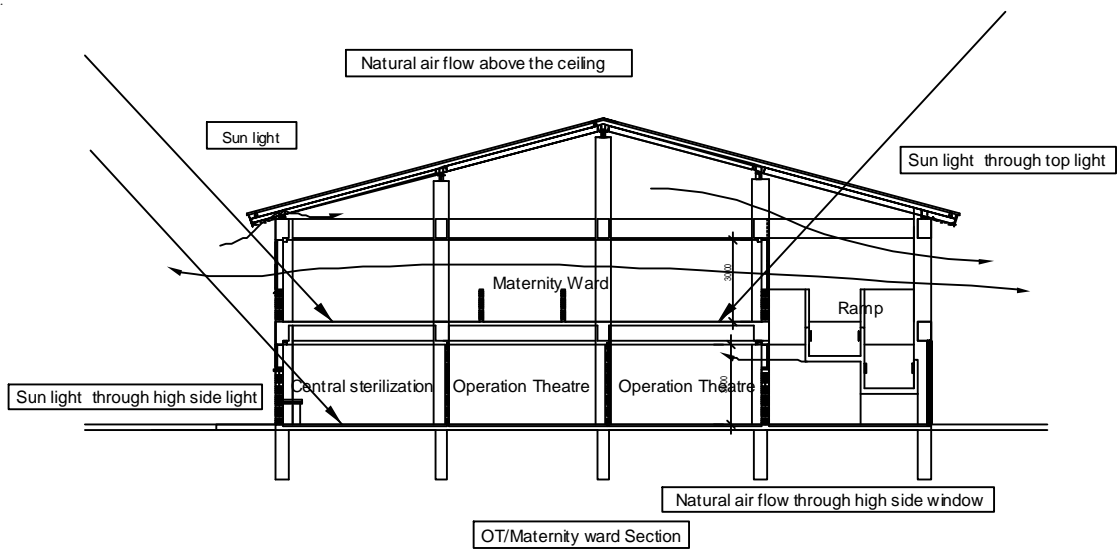 Natural air flow above the ceiling
Sun light
Sun light through top light
3000
Maternity Ward
Ramp
Central sterilization
Operation Theatre
Operation Theatre
Sun light through high side light
Natural air flow through high side window
OT/Maternity ward Section